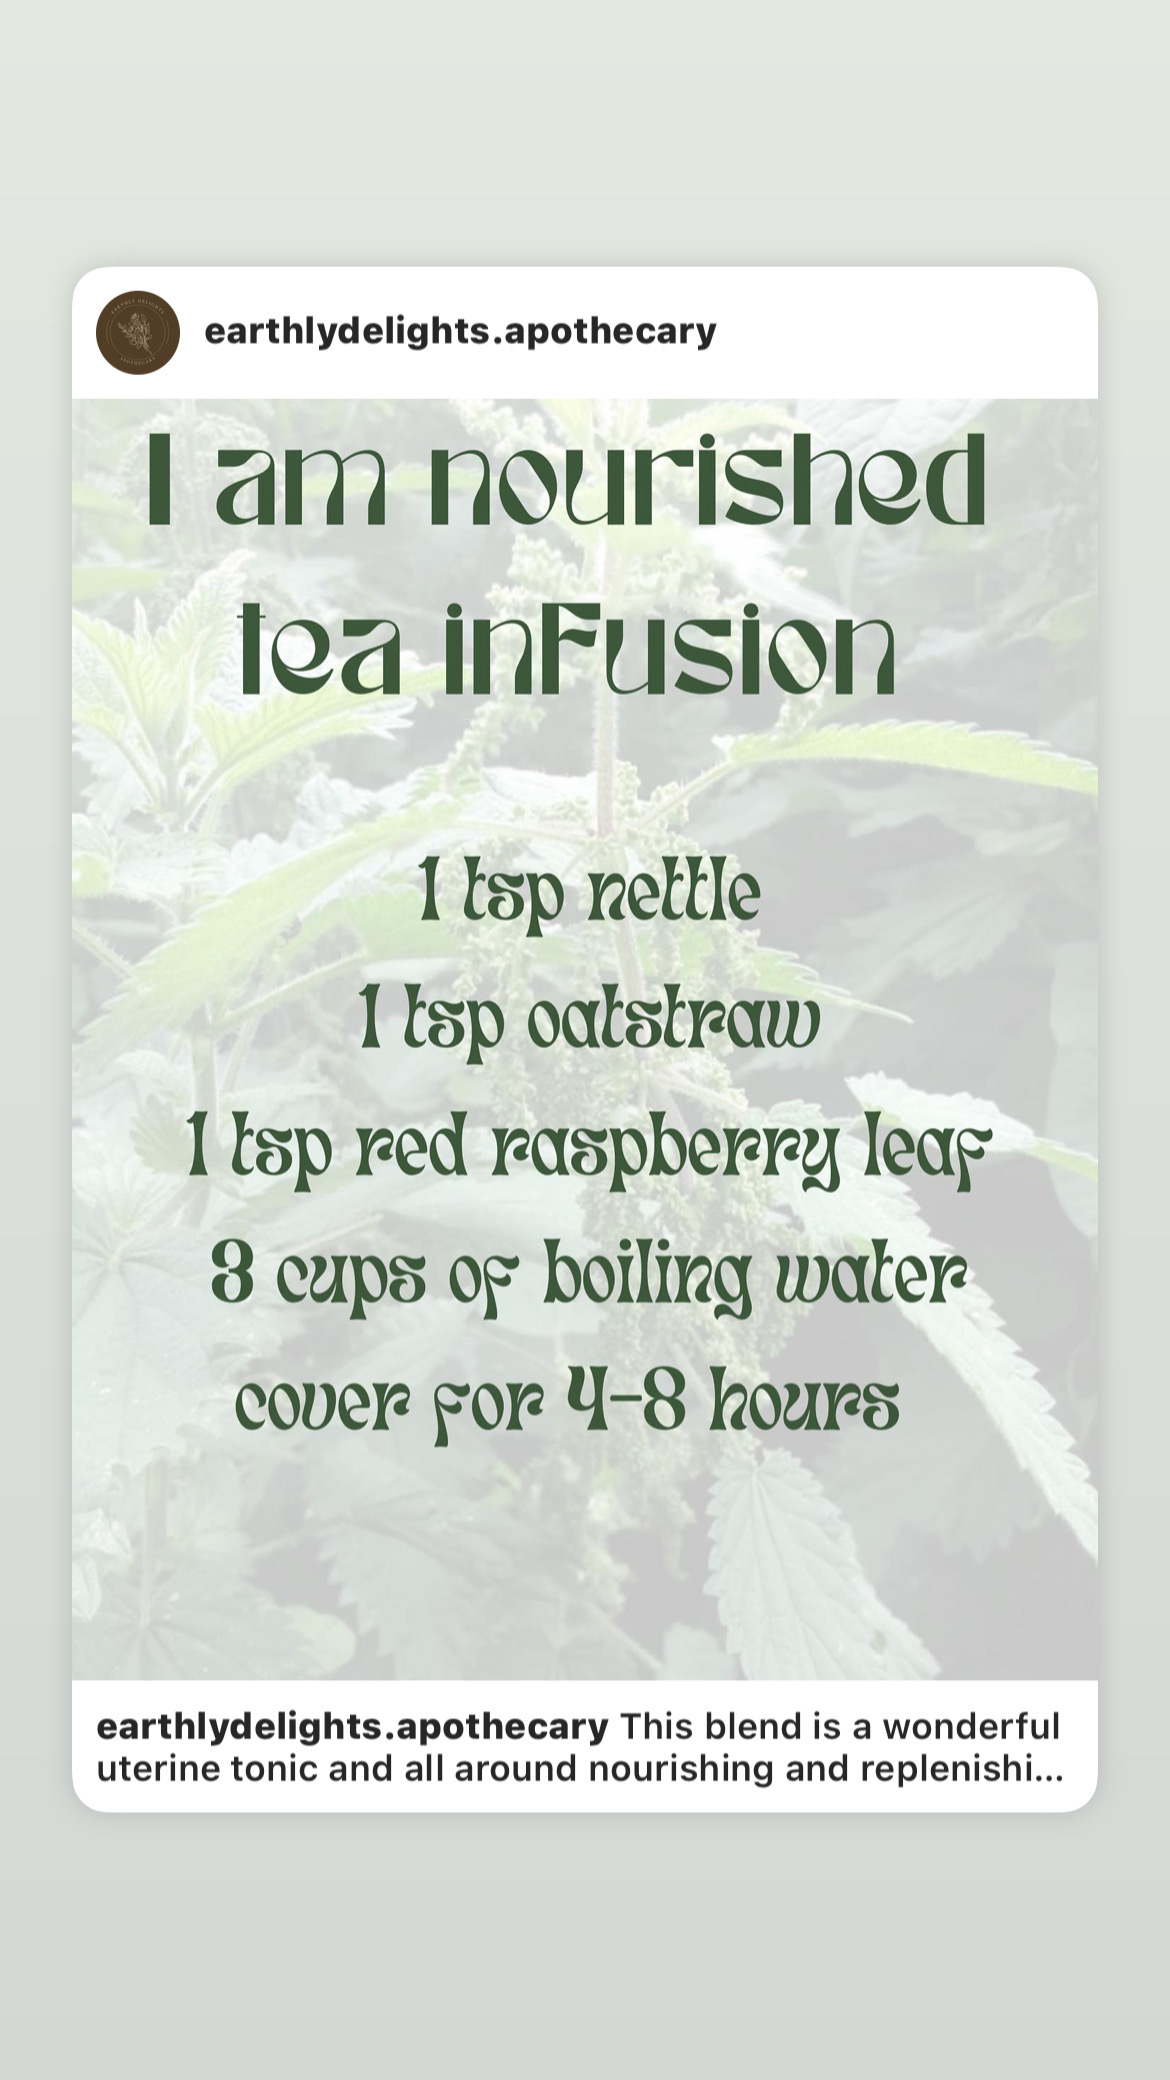 earthlydelights.apothecary
I am nourished
tea inFusion
1 tsp nettle
1 tsp oatstraw
1 tsp red raspberry leaf
3 cups of boiling water
cover for 4-8 hours
earthlydelights.apothecary This blend is a wonderful
uterine tonic and all around nourishing and replenishi...